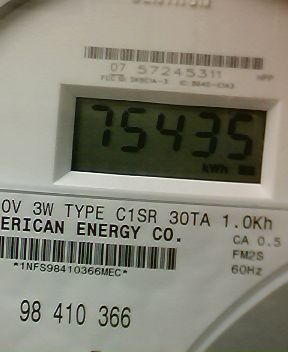 07 57245311
HPP
75435
kWh
0V 3W TYPE C1SR 30TA 1.0Kh
ERICAN ENERGY CO.
CA 0.5
FM2S
*1NFS98410366MEC*
60Hz
98 410 366